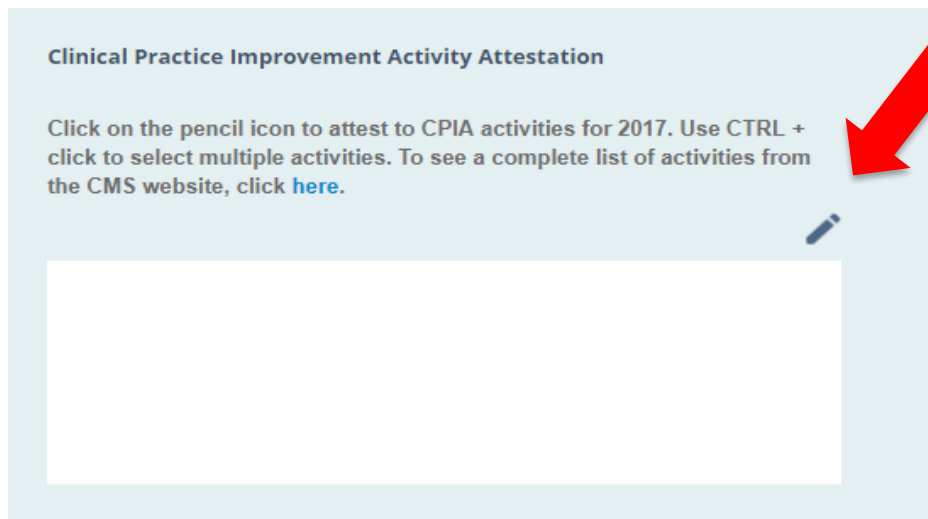 Clinical Practice Improvement Activity Attestation
Click on the pencil icon to attest to CPIA activities for 2017. Use CTRL +
click to select multiple activities. To see a complete list of activities from
the CMS website, click here.